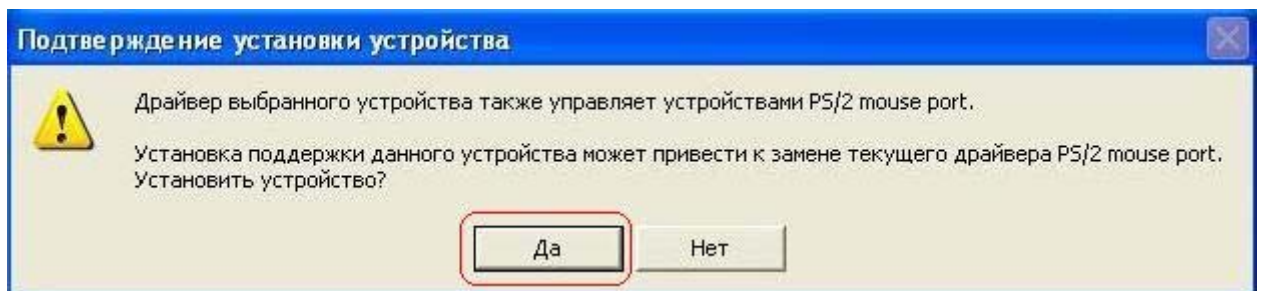 Подтверждение установки устройства
Драйвер выбранного устройства также управляет устройствами PS/2 mouse port.
Установка поддержки данного устройства может привести к замене текущего драйвера PS/2 mouse port.
Установить устройство?
Да Нет